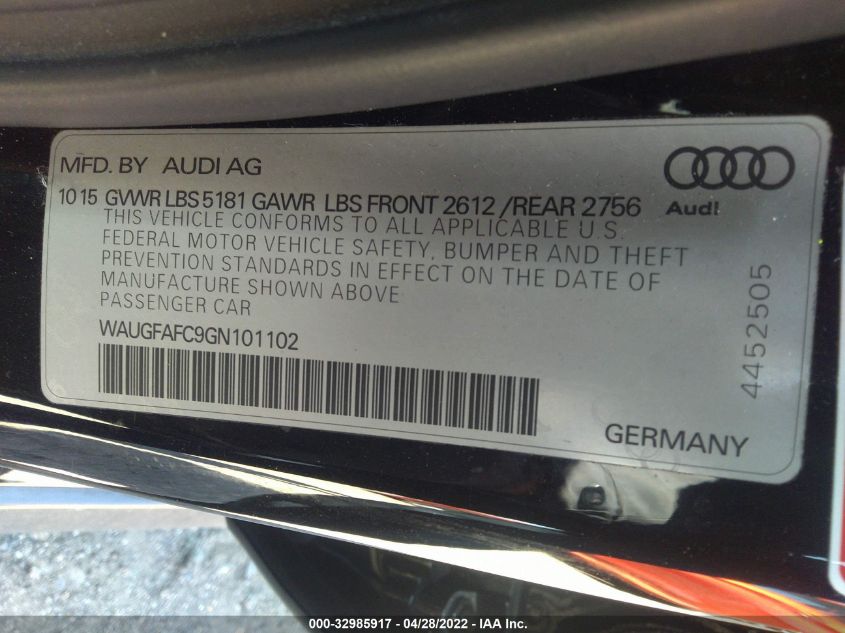 MFD. BY AUDI AG
Audi
10 15 GVWR LBS 5181 GAWR LBS FRONT 2612 / REAR 2756
THIS VEHICLE CONFORMS TO ALL APPLICABLE U.S.
FEDERAL MOTOR VEHICLE SAFETY, BUMPER AND THEFT
PREVENTION STANDARDS IN EFFECT ON THE DATE OF
MANUFACTURE SHOWN ABOVE
PASSENGER CAR
WAUGFAFC9GN101102
4452505
GERMANY
000-32985917 - 04/28/2022 - IAA Inc.